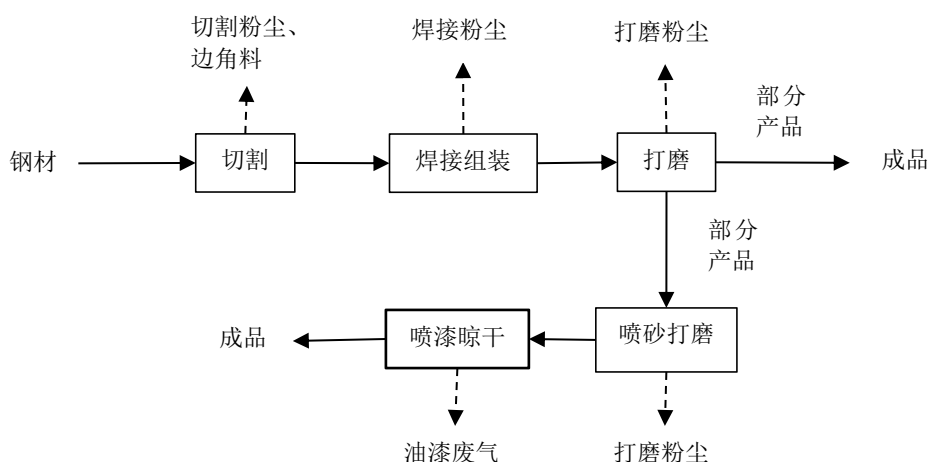 切割粉尘、
边角料
焊接粉尘
打磨粉尘
部分
产品
钢材
切割
焊接组装
打磨
成品
部分
产品
成品
喷漆晾干
喷砂打磨
油漆废气
打磨粉尘